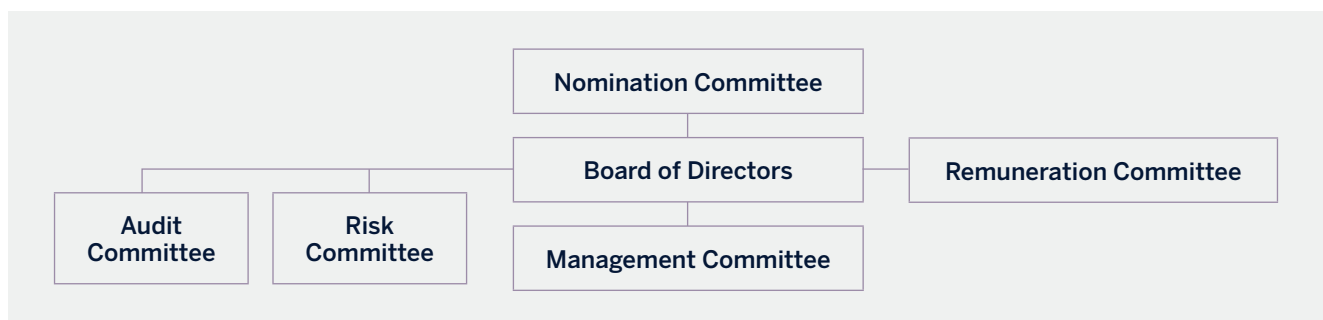 Nomination Committee
Board of Directors
Remuneration Committee
Audit
Committee
Risk
Committee
Management Committee